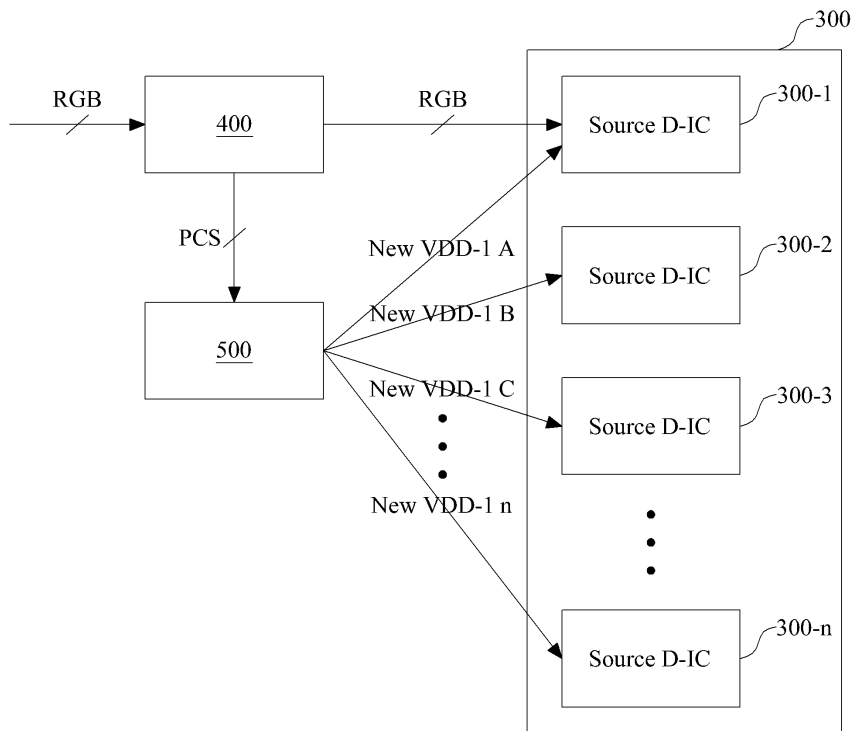 300
RGB
400
RGB
Source D-IC
300-1
PCS
New VDD-1 A
Source D-IC
300-2
New VDD-1 B
500
New VDD-1 C
Source D-IC
300-3
New VDD-1 n
Source D-IC
300-n